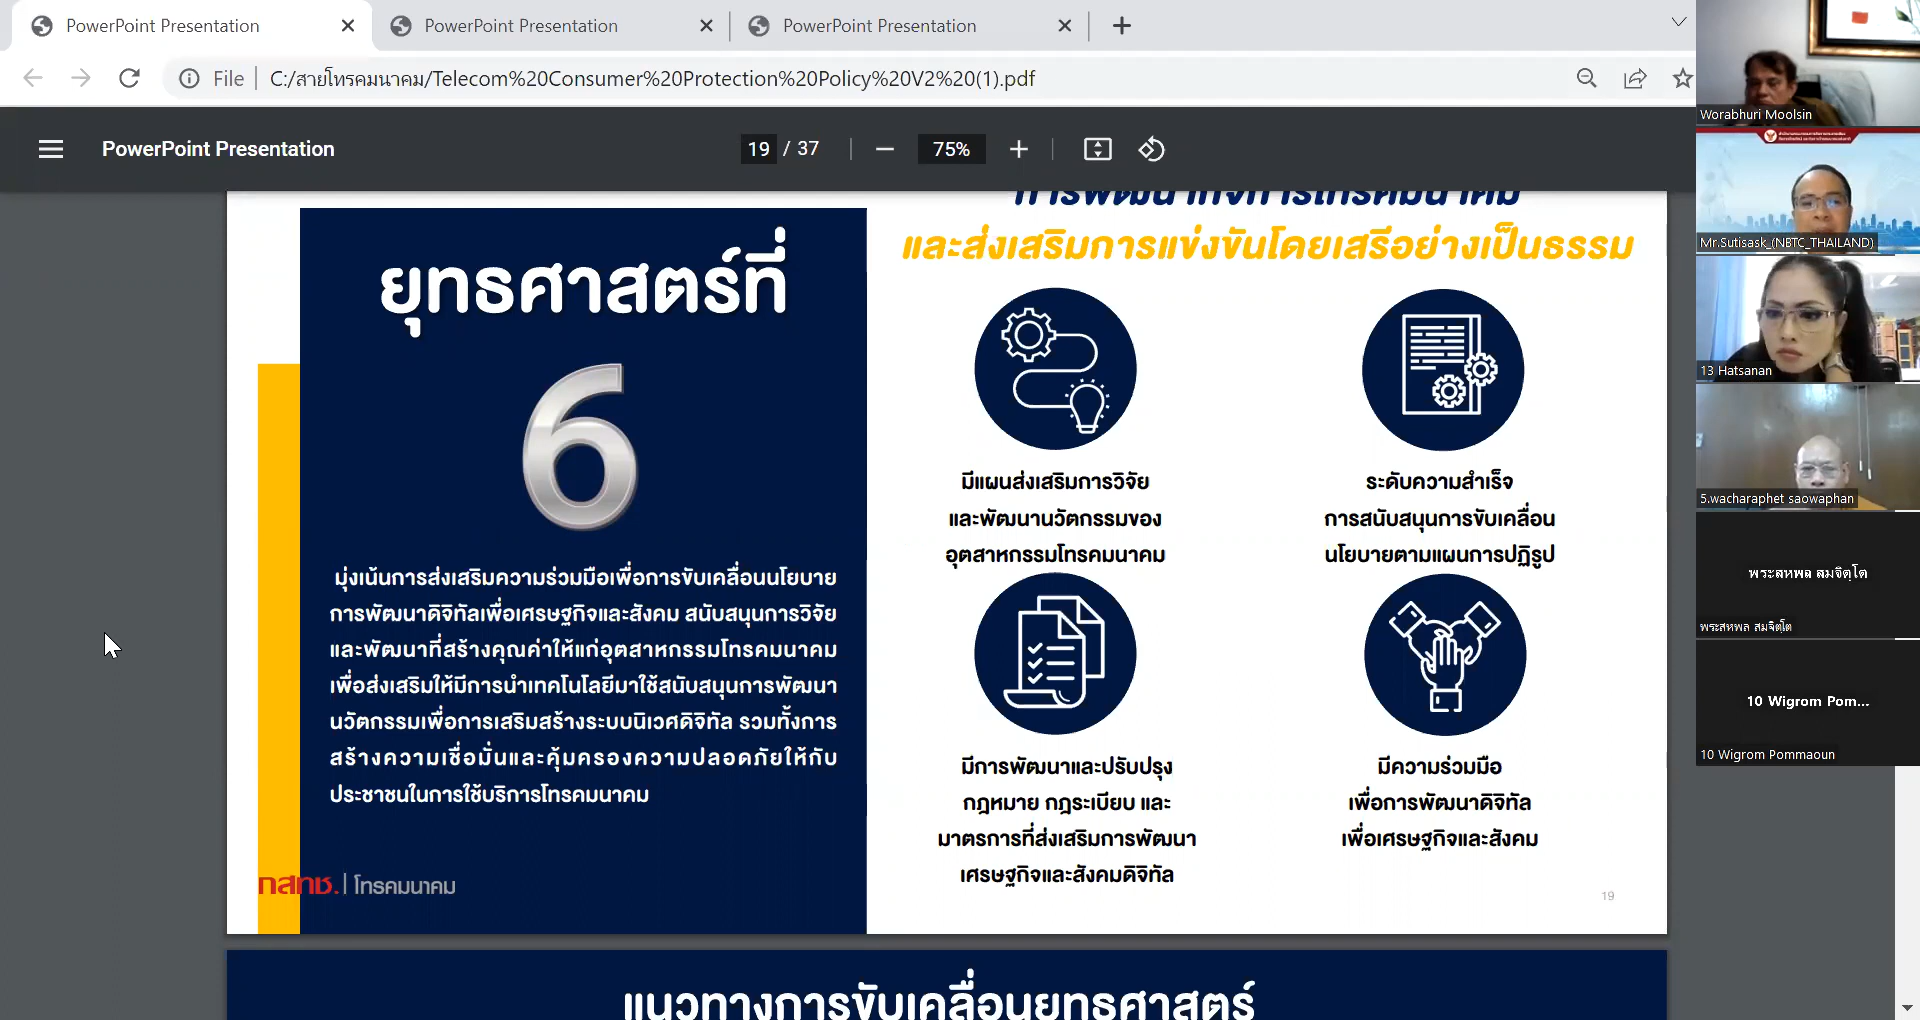 PowerPoint Presentation
PowerPoint Presentation
PowerPoint Presentation
File
C:/สายโทรคมนาคม/Telecom%20Consumer%20Protection%20Policy%20V2%20(1).pdf
PowerPoint Presentation
19 / 37
75%
การพัฒนากิจการโทรคมนาคม
และส่งเสริมการแข่งขันโดยเสรีอย่างเป็นธรรม
ยุทธศาสตร์ที่
6
มุ่งเน้นการส่งเสริมความร่วมมือเพื่อการขับเคลื่อนนโยบาย
การพัฒนาดิจิทัลเพื่อเศรษฐกิจและสังคม สนับสนุนการวิจัย
และพัฒนาที่สร้างคุณค่าให้แก่อุตสาหกรรมโทรคมนาคม
เพื่อส่งเสริมให้มีการนำเทคโนโลยีมาใช้สนับสนุนการพัฒนา
นวัตกรรมเพื่อการเสริมสร้างระบบนิเวศดิจิทัล รวมทั้งการ
สร้างความเชื่อมั่นและคุ้มครองความปลอดภัยให้กับ
ประชาชนในการใช้บริการโทรคมนาคม
กสทช. | โทรคมนาคม
มีแผนส่งเสริมการวิจัย
และพัฒนานวัตกรรมของ
อุตสาหกรรมโทรคมนาคม
ระดับความสำเร็จ
การสนับสนุนการขับเคลื่อน
นโยบายตามแผนการปฏิรูป
มีการพัฒนาและปรับปรุง
กฎหมาย กฎระเบียบ และ
มาตรการที่ส่งเสริมการพัฒนา
เศรษฐกิจและสังคมดิจิทัล
มีความร่วมมือ
เพื่อการพัฒนาดิจิทัล
เพื่อเศรษฐกิจและสังคม
19
แนวทางการขับเคลื่อนยุทธศาสตร์
Worabhuri Moolsin
Mr.Sutisask_(NBTC_THAILAND)
13 Hatsanan
5.wacharaphet saowaphan
พระสหพล สมจิตฺโต
พระสหพล สมจิตฺโต
10 Wigrom Pom...
10 Wigrom Pommaoun